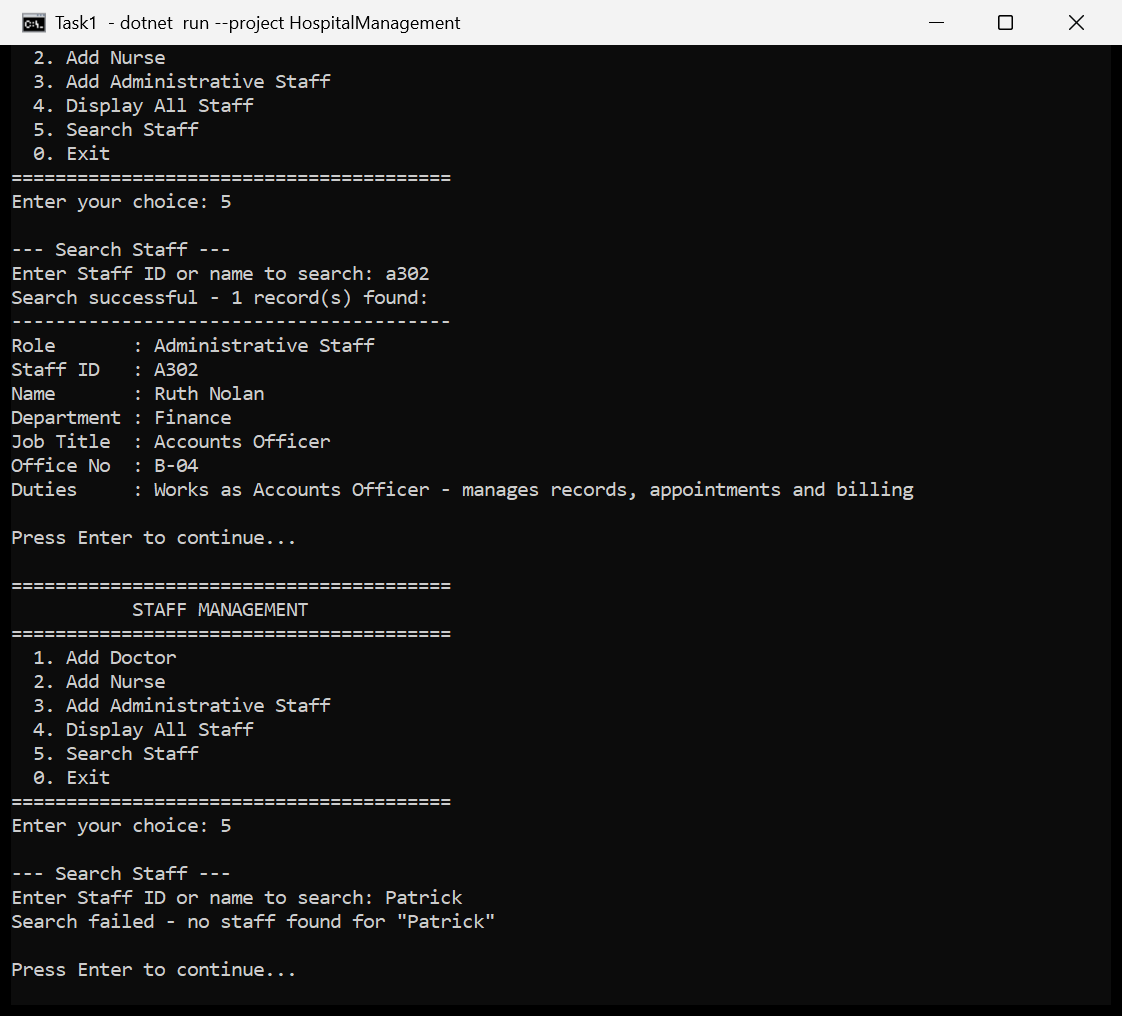 Task1 - dotnet run --project HospitalManagement
  2. Add Nurse
  3. Add Administrative Staff
  4. Display All Staff
  5. Search Staff
  0. Exit
========================================
Enter your choice: 5

--- Search Staff ---
Enter Staff ID or name to search: a302
Search successful - 1 record(s) found:
----------------------------------------
Role       : Administrative Staff
Staff ID   : A302
Name       : Ruth Nolan
Department : Finance
Job Title  : Accounts Officer
Office No  : B-04
Duties     : Works as Accounts Officer - manages records, appointments and billing

Press Enter to continue...

========================================
           STAFF MANAGEMENT
========================================
  1. Add Doctor
  2. Add Nurse
  3. Add Administrative Staff
  4. Display All Staff
  5. Search Staff
  0. Exit
========================================
Enter your choice: 5

--- Search Staff ---
Enter Staff ID or name to search: Patrick
Search failed - no staff found for "Patrick"

Press Enter to continue...